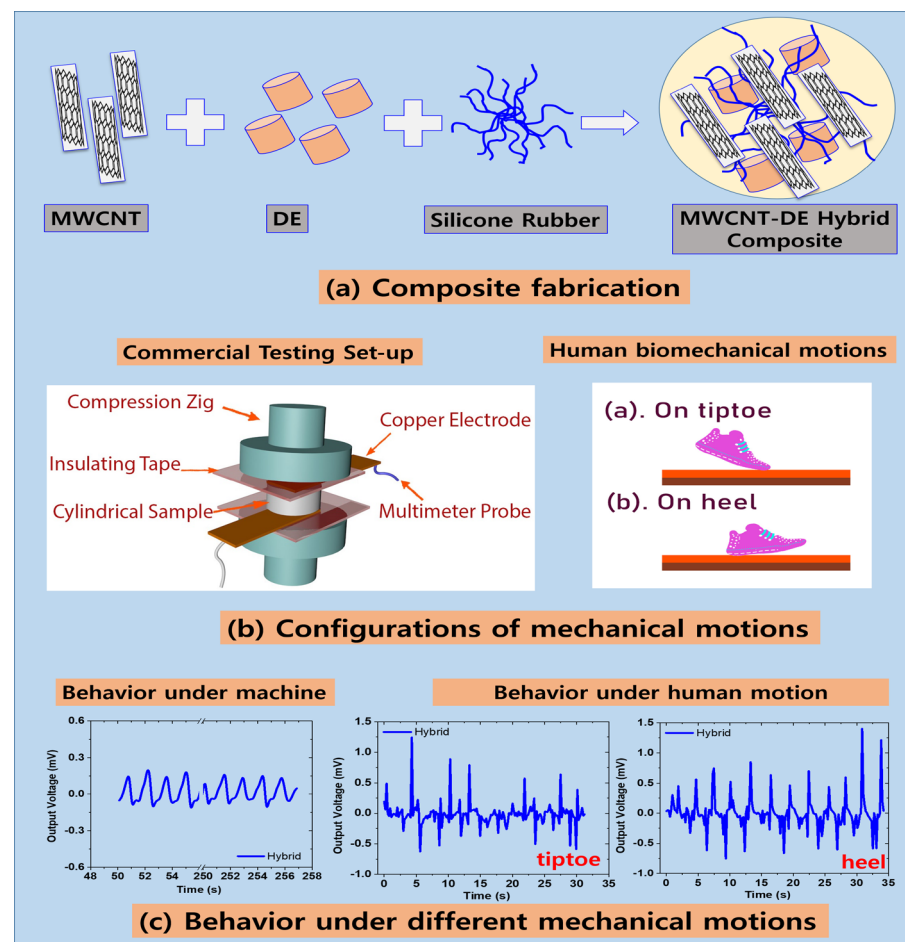 MWCNT
DE
Silicone Rubber
MWCNT-DE Hybrid
Composite
(a) Composite fabrication
Commercial Testing Set-up
Human biomechanical motions
Compression Zig
Copper Electrode
Insulating Tape
Cylindrical Sample
Multimeter Probe
(a). On tiptoe
(b). On heel
(b) Configurations of mechanical motions
Behavior under machine
Behavior under human motion
Output Voltage (mV)
0.6
0.3
0.0
-0.3
-0.6
Hybrid
48 50 52 54 250 252 254 256 258
Time (s)
Output Voltage (mV)
1.5
1.0
0.5
0.0
-0.5
-1.0
Hybrid
tiptoe
0 5 10 15 20 25 30 35
Time (s)
Output Voltage (mV)
1.5
1.0
0.5
0.0
-0.5
-1.0
Hybrid
heel
0 5 10 15 20 25 30 35
Time (s)
(c) Behavior under different mechanical motions